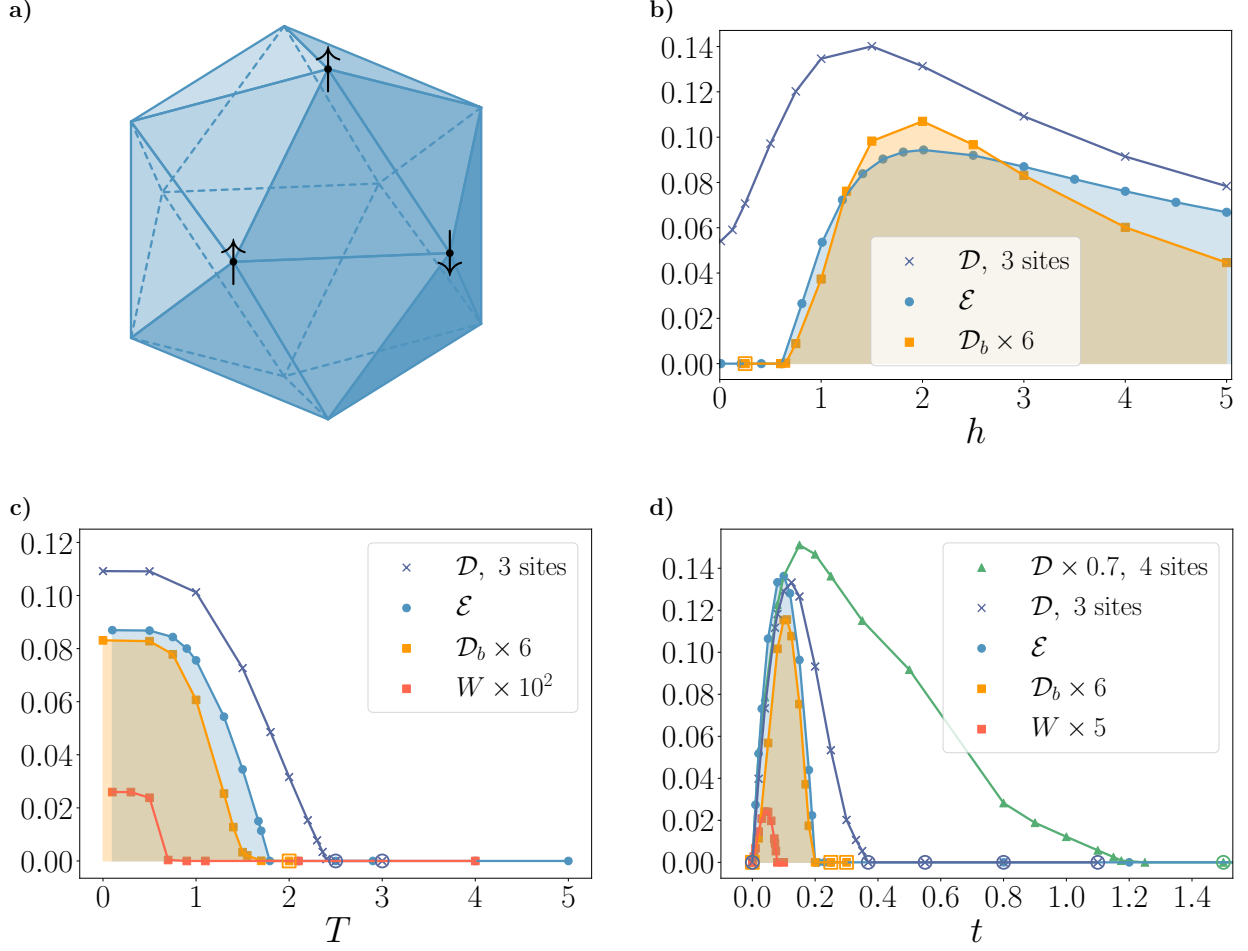 a)
b)
0.14
0.12
0.10
0.08
0.06
0.04
0.02
0.00
𝒟, 3 sites
ℰ
𝒟_b × 6
0 1 2 3 4 5
h
c)
0.12
0.10
0.08
0.06
0.04
0.02
0.00
𝒟, 3 sites
ℰ
𝒟_b × 6
W × 10²
0 1 2 3 4 5
T
d)
0.14
0.12
0.10
0.08
0.06
0.04
0.02
0.00
𝒟 × 0.7, 4 sites
𝒟, 3 sites
ℰ
𝒟_b × 6
W × 5
0.0 0.2 0.4 0.6 0.8 1.0 1.2 1.4
t